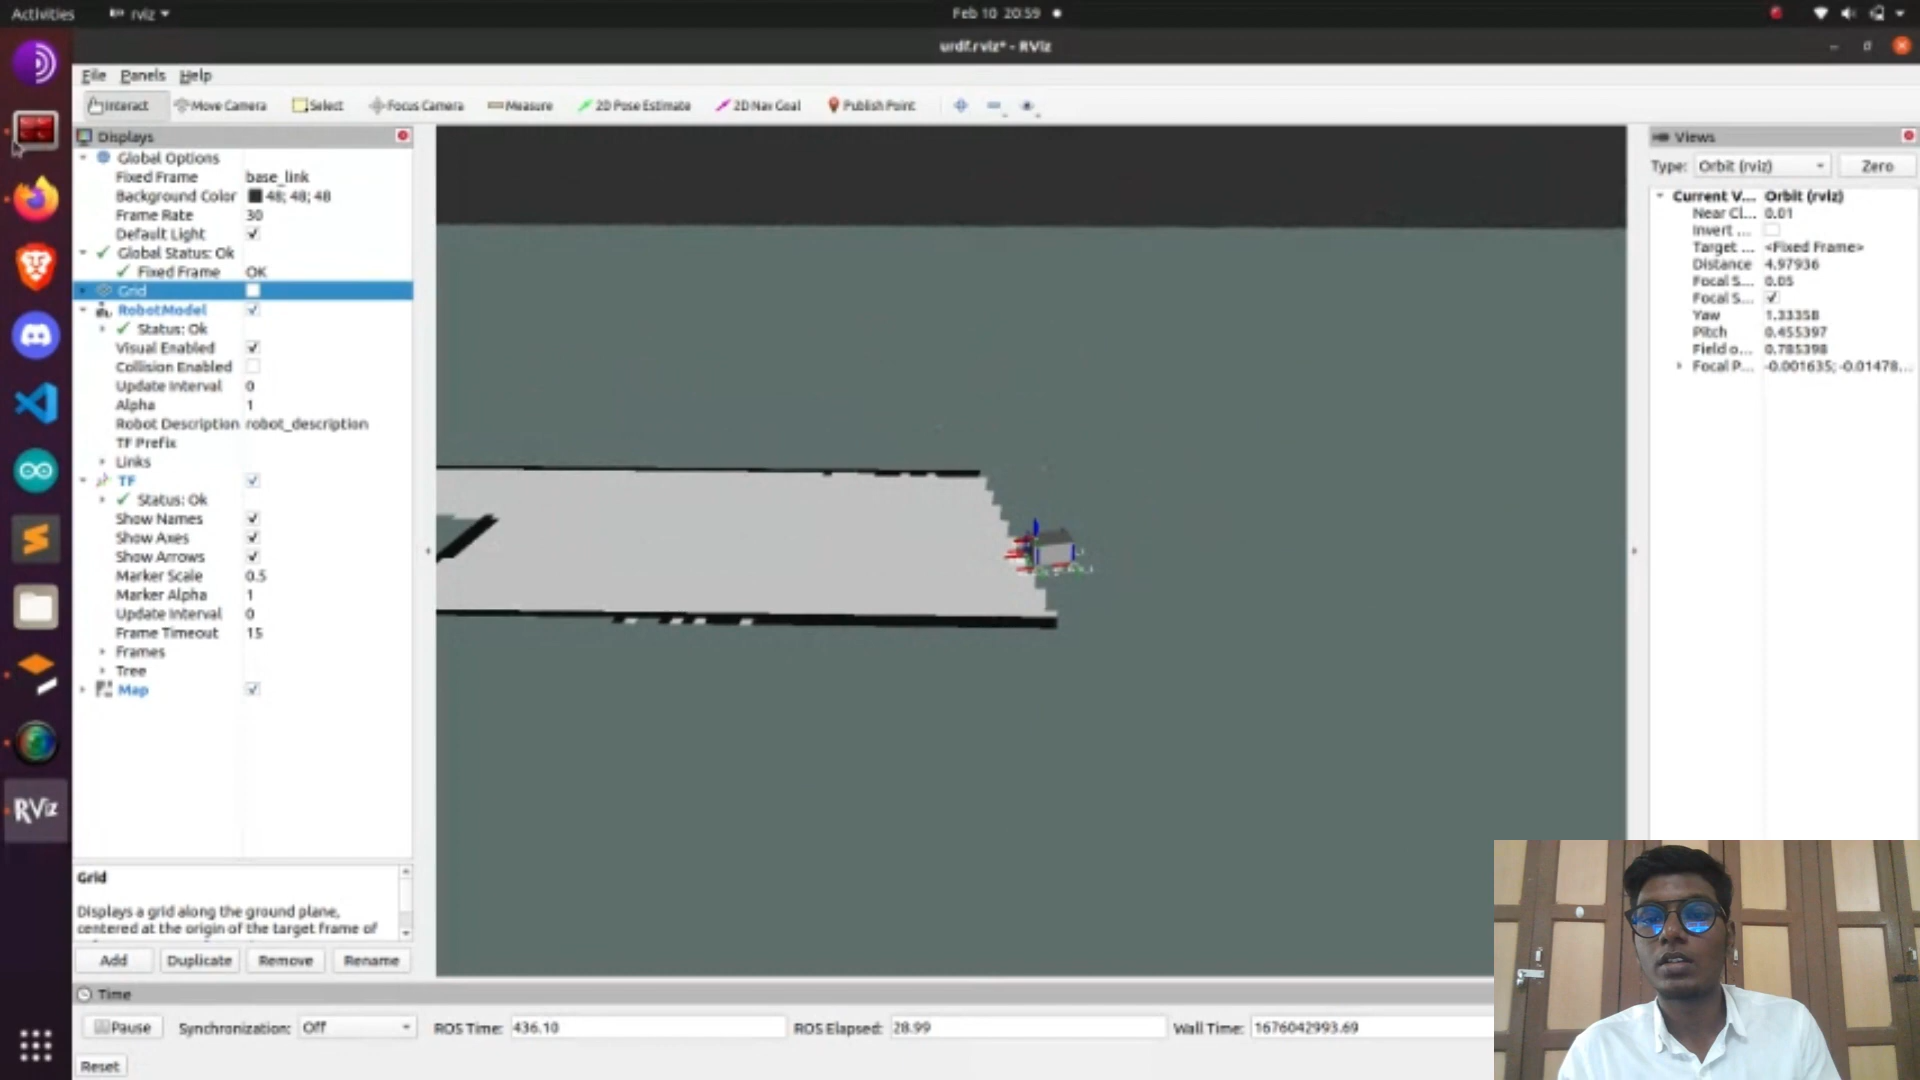 Activities
rviz
Feb 10 20:59
urdf.rviz* - RViz
File Panels Help
Interact Move Camera Select Focus Camera Measure 2D Pose Estimate 2D Nav Goal Publish Point
Displays
Global Options
Fixed Frame base_link
Background Color 48; 48; 48
Frame Rate 30
Default Light
Global Status: Ok
Fixed Frame OK
Grid
RobotModel
Status: Ok
Visual Enabled
Collision Enabled
Update Interval 0
Alpha 1
Robot Description robot_description
TF Prefix
Links
TF
Status: Ok
Show Names
Show Axes
Show Arrows
Marker Scale 0.5
Marker Alpha 1
Update Interval 0
Frame Timeout 15
Frames
Tree
Map
Grid
Displays a grid along the ground plane,
centered at the origin of the target frame of
Add Duplicate Remove Rename
Views
Type: Orbit (rviz) Zero
Current V... Orbit (rviz)
Near Cl... 0.01
Invert ...
Target ... <Fixed Frame>
Distance 4.97936
Focal S... 0.05
Focal S...
Yaw 1.33358
Pitch 0.455397
Field o... 0.785398
Focal P... -0.001635; -0.01478...
Time
Pause Synchronization: Off ROS Time: 436.10 ROS Elapsed: 28.99 Wall Time: 1676042993.69
Reset
RViz